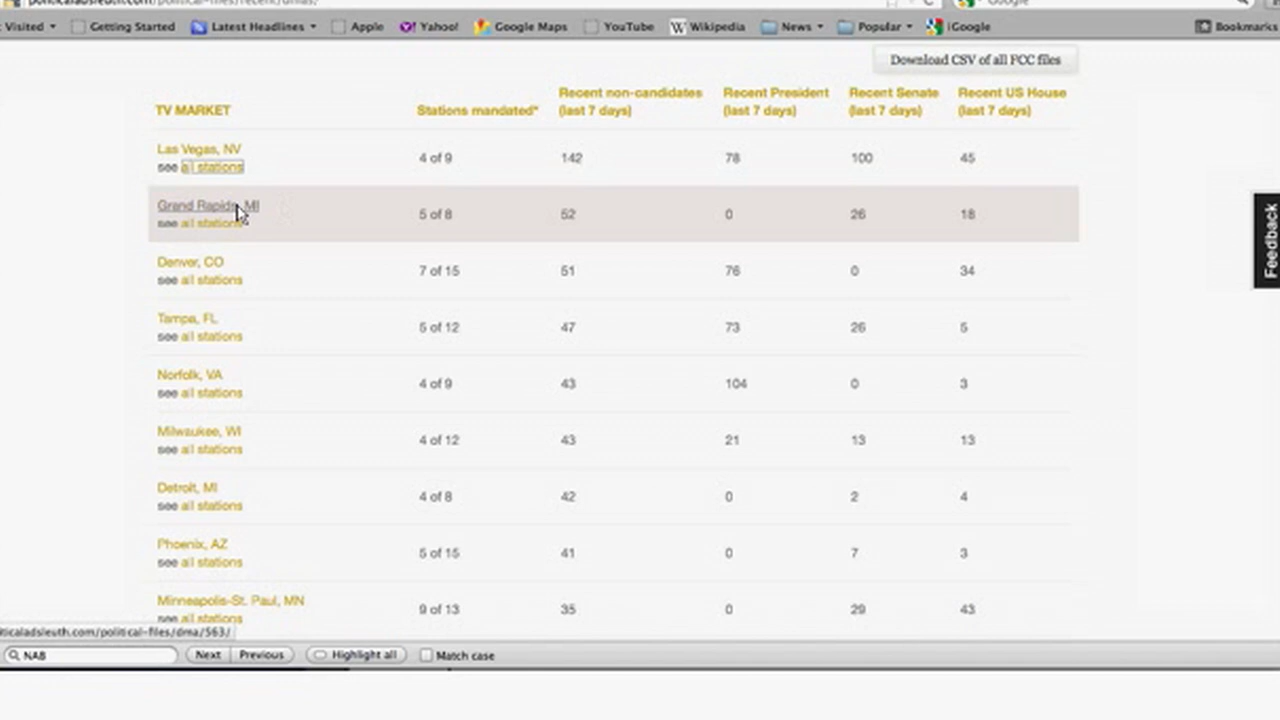 politicaladsleuth.com/political-files/recent/dmas/
Google
Visited
Getting Started
Latest Headlines
Apple
Yahoo!
Google Maps
YouTube
Wikipedia
News
Popular
iGoogle
Bookmarks
Download CSV of all FCC files
TV MARKET Stations mandated* Recent non-candidates (last 7 days) Recent President (last 7 days) Recent Senate (last 7 days) Recent US House (last 7 days)
Las Vegas, NV
see all stations
4 of 9 142 78 100 45
Grand Rapids, MI
see all stations
5 of 8 52 0 26 18
Denver, CO
see all stations
7 of 15 51 76 0 34
Tampa, FL
see all stations
5 of 12 47 73 26 5
Norfolk, VA
see all stations
4 of 9 43 104 0 3
Milwaukee, WI
see all stations
4 of 12 43 21 13 13
Detroit, MI
see all stations
4 of 8 42 0 2 4
Phoenix, AZ
see all stations
5 of 15 41 0 7 3
Minneapolis-St. Paul, MN
see all stations
9 of 13 35 0 29 43
Feedback
iticaladsleuth.com/political-files/dma/563/
NAB
Next
Previous
Highlight all
Match case